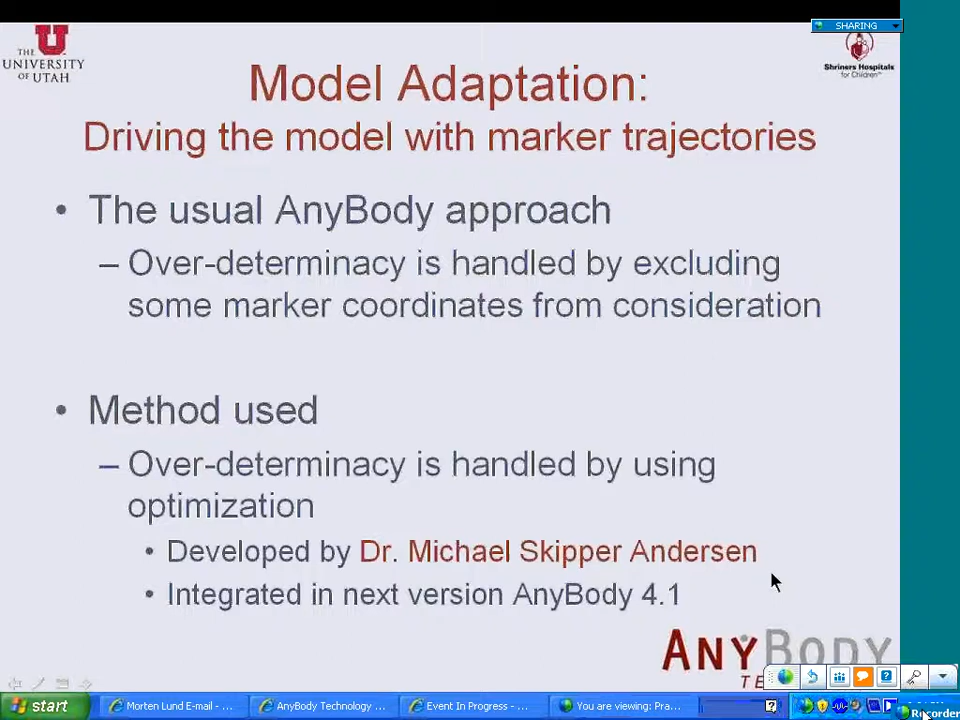 SHARING
THE
UNIVERSITY
OF UTAH
Shriners Hospitals
for Children™
Model Adaptation:
Driving the model with marker trajectories
• The usual AnyBody approach
– Over-determinacy is handled by excluding
some marker coordinates from consideration
• Method used
– Over-determinacy is handled by using
optimization
• Developed by Dr. Michael Skipper Andersen
• Integrated in next version AnyBody 4.1
ANYBODY
start
Morten Lund E-mail - ...
AnyBody Technology ...
Event In Progress - ...
You are viewing: Pra...
Recorder